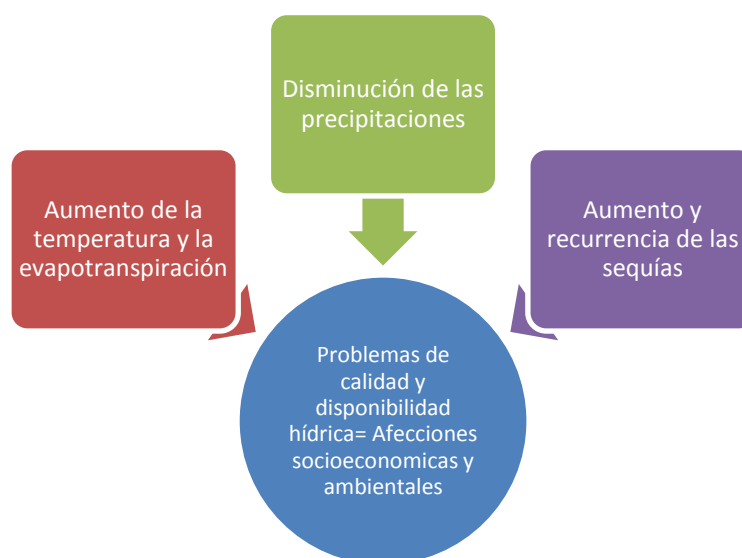 Disminución de las
precipitaciones
Aumento de la
temperatura y la
evapotranspiración
Aumento y
recurrencia de las
sequías
Problemas de
calidad y
disponibilidad
hídrica= Afecciones
socioeconomicas y
ambientales